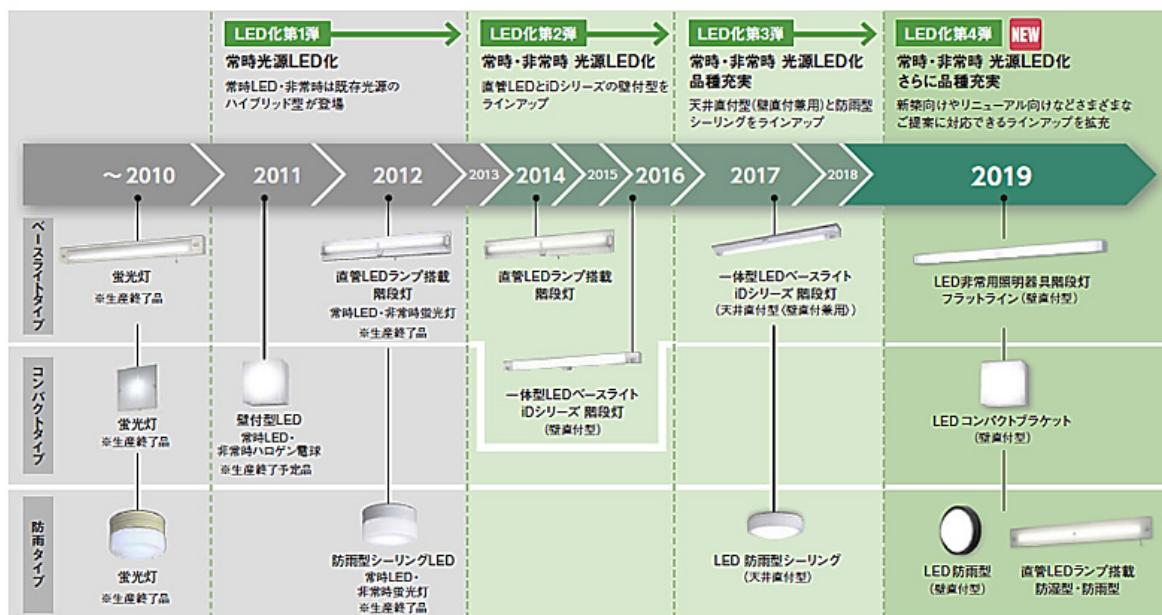 LED化第1弾
常時光源LED化
常時LED・非常時は既存光源の
ハイブリッド型が登場
LED化第2弾
常時・非常時 光源LED化
直管LEDとiDシリーズの壁付型を
ラインアップ
LED化第3弾
常時・非常時 光源LED化
品種充実
天井直付型(壁直付兼用)と防雨型
シーリングをラインアップ
LED化第4弾 NEW
常時・非常時 光源LED化
さらに品種充実
新築向けやリニューアル向けなどさまざまな
ご提案に対応できるラインアップを拡充
～2010
2011
2012
2013
2014
2015
2016
2017
2018
2019
ベースライトタイプ
蛍光灯
※生産終了品
直管LEDランプ搭載
階段灯
常時LED・非常時蛍光灯
※生産終了品
直管LEDランプ搭載
階段灯
一体型LEDベースライト
iDシリーズ 階段灯
(天井直付型〈壁直付兼用〉)
LED非常用照明器具階段灯
フラットライン(壁直付型)
コンパクトタイプ
蛍光灯
※生産終了品
壁付型LED
常時LED・
非常時ハロゲン電球
※生産終了予定品
一体型LEDベースライト
iDシリーズ 階段灯
(壁直付型)
LEDコンパクトブラケット
(壁直付型)
防雨タイプ
蛍光灯
※生産終了品
防雨型シーリングLED
常時LED・
非常時蛍光灯
※生産終了品
LED 防雨型シーリング
(天井直付型)
LED防雨型
(壁直付型)
直管LEDランプ搭載
防湿型・防雨型